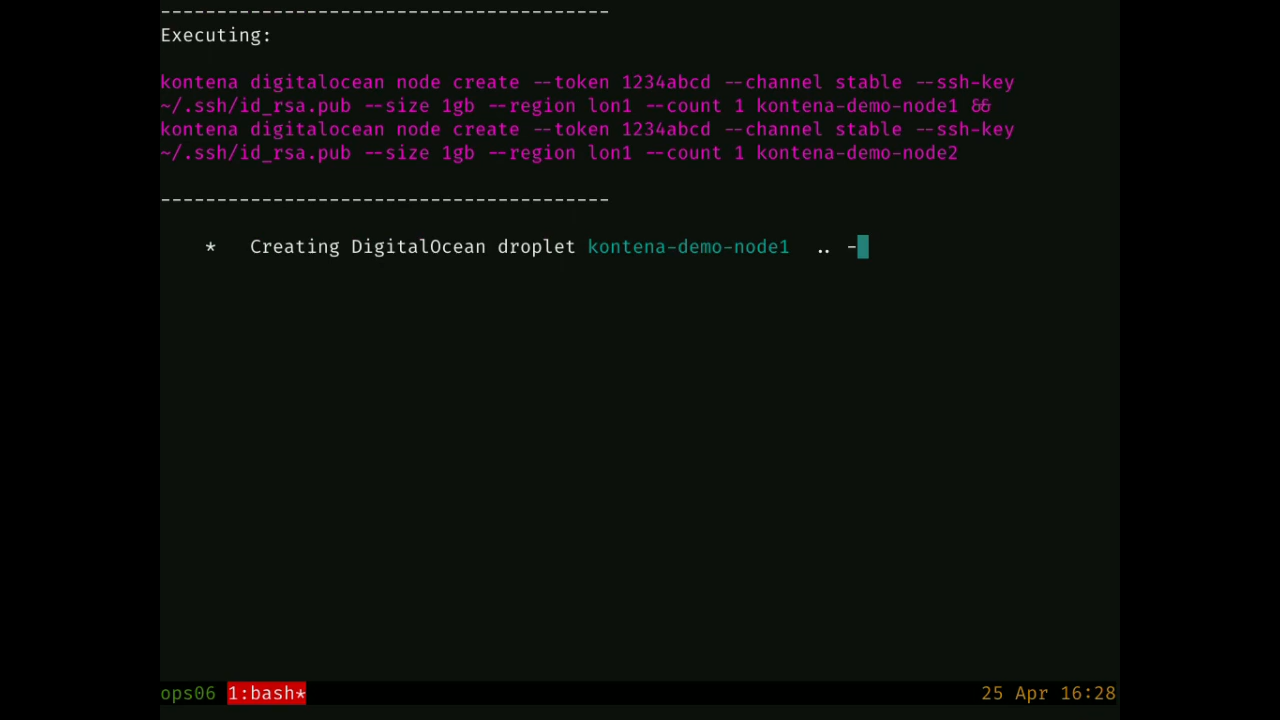 ----------------------------------------
Executing:
kontena digitalocean node create --token 1234abcd --channel stable --ssh-key
~/.ssh/id_rsa.pub --size 1gb --region lon1 --count 1 kontena-demo-node1 &&
kontena digitalocean node create --token 1234abcd --channel stable --ssh-key
~/.ssh/id_rsa.pub --size 1gb --region lon1 --count 1 kontena-demo-node2
----------------------------------------
* Creating DigitalOcean droplet kontena-demo-node1 .. -
ops06 1:bash* 25 Apr 16:28